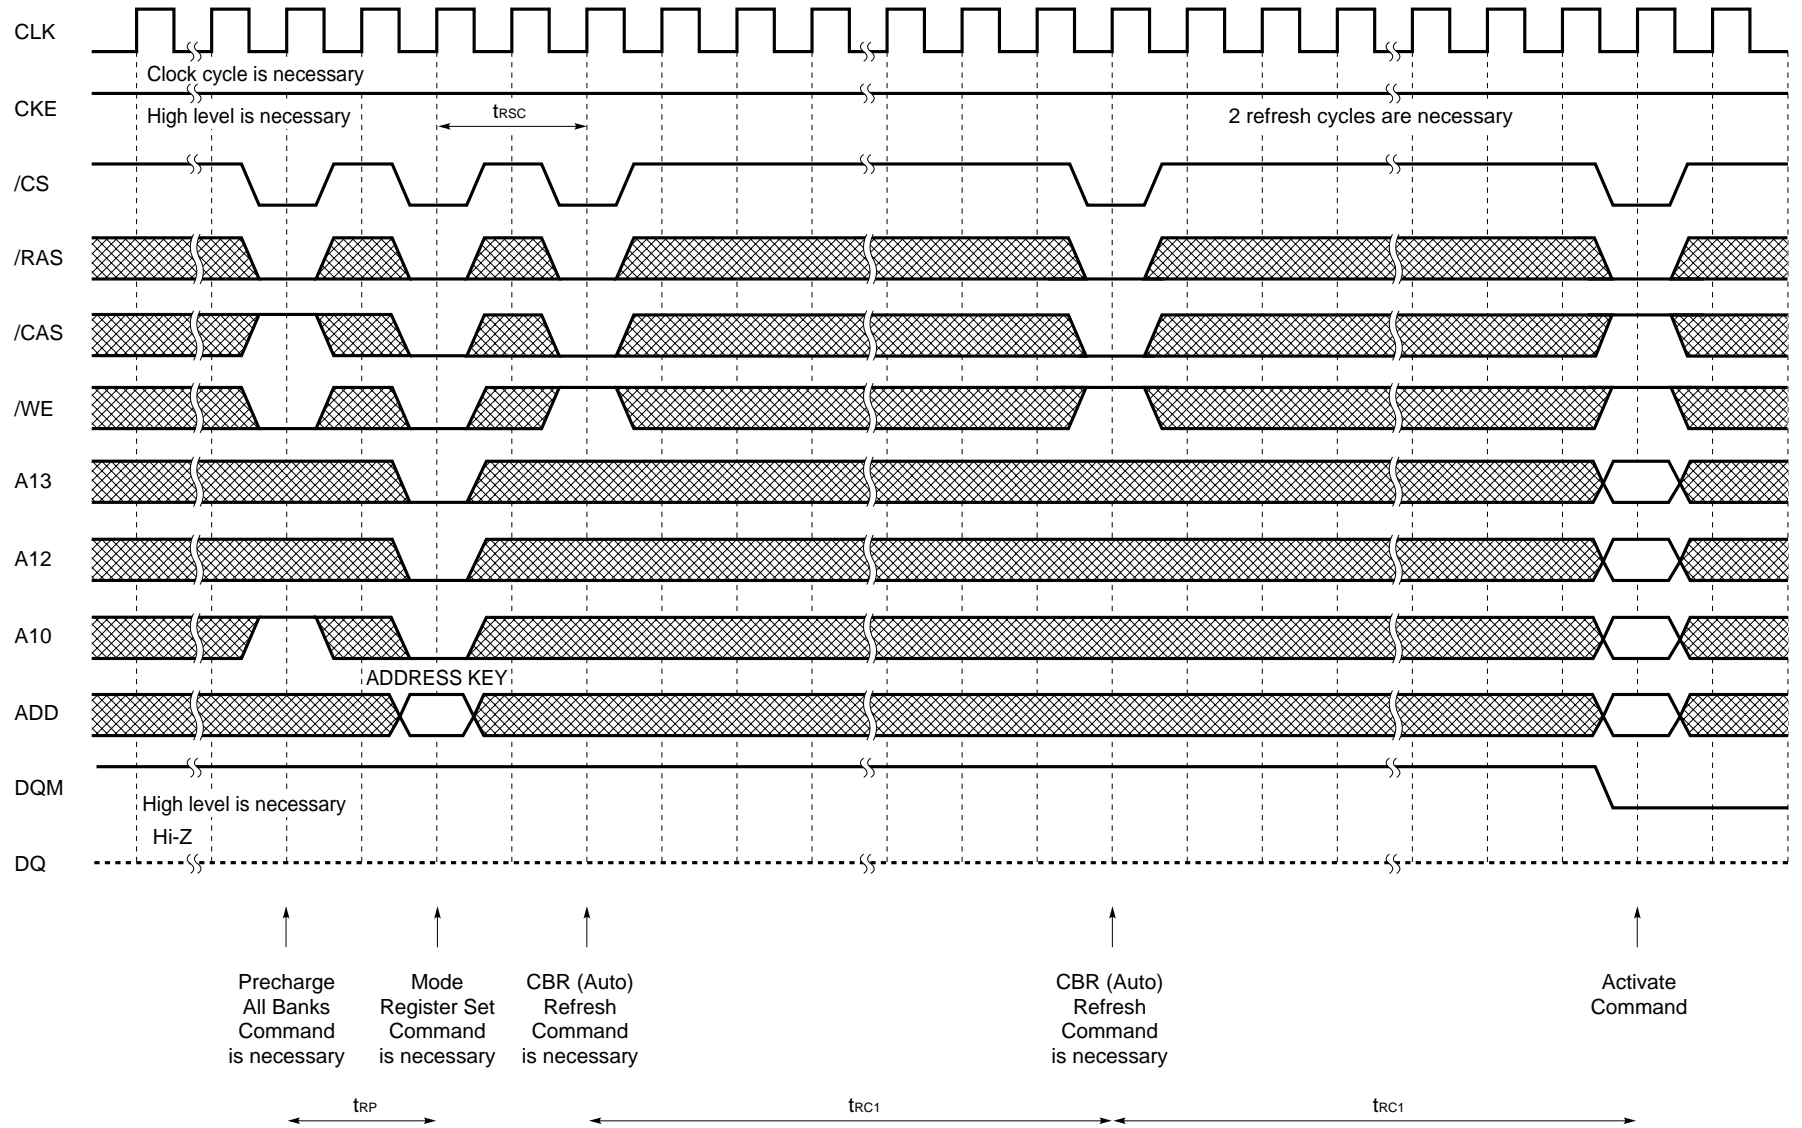 CLK
Clock cycle is necessary
CKE
High level is necessary
tRSC
2 refresh cycles are necessary
/CS
/RAS
/CAS
/WE
A13
A12
A10
ADDRESS KEY
ADD
DQM
High level is necessary
Hi-Z
DQ
Precharge
All Banks
Command
is necessary
Mode
Register Set
Command
is necessary
CBR (Auto)
Refresh
Command
is necessary
CBR (Auto)
Refresh
Command
is necessary
Activate
Command
tRP
tRC1
tRC1